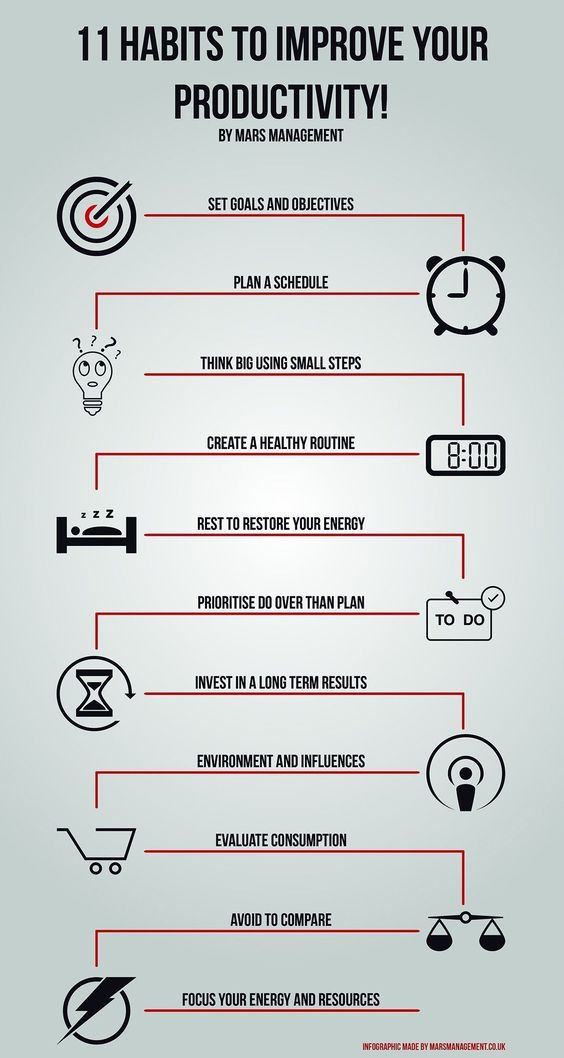 11 HABITS TO IMPROVE YOUR
PRODUCTIVITY!
BY MARS MANAGEMENT
SET GOALS AND OBJECTIVES
PLAN A SCHEDULE
? ? ? ?
THINK BIG USING SMALL STEPS
CREATE A HEALTHY ROUTINE
8:00
z z Z
REST TO RESTORE YOUR ENERGY
PRIORITISE DO OVER THAN PLAN
TO DO
INVEST IN A LONG TERM RESULTS
ENVIRONMENT AND INFLUENCES
EVALUATE CONSUMPTION
AVOID TO COMPARE
FOCUS YOUR ENERGY AND RESOURCES
INFOGRAPHIC MADE BY MARSMANAGEMENT.CO.UK